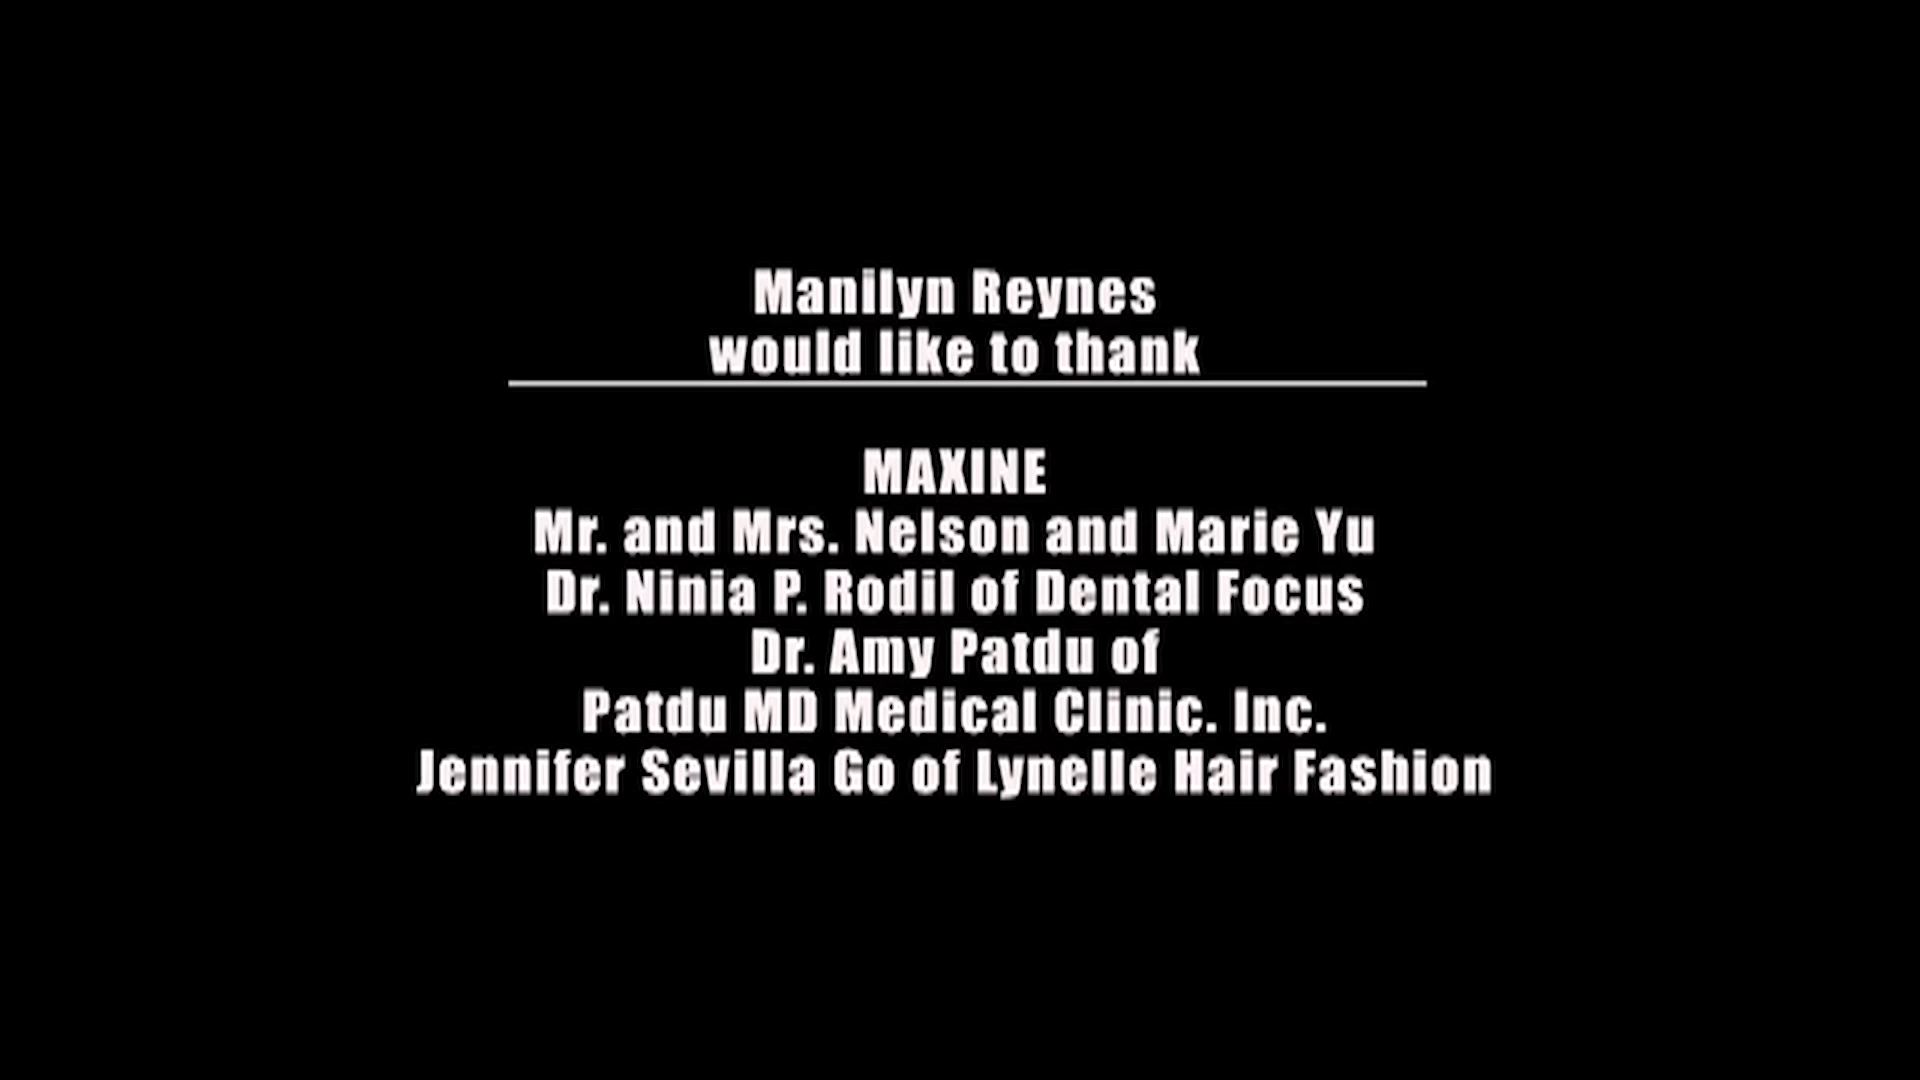 Manilyn Reynes
would like to thank
MAXINE
Mr. and Mrs. Nelson and Marie Yu
Dr. Ninia P. Rodil of Dental Focus
Dr. Amy Patdu of
Patdu MD Medical Clinic. Inc.
Jennifer Sevilla Go of Lynelle Hair Fashion